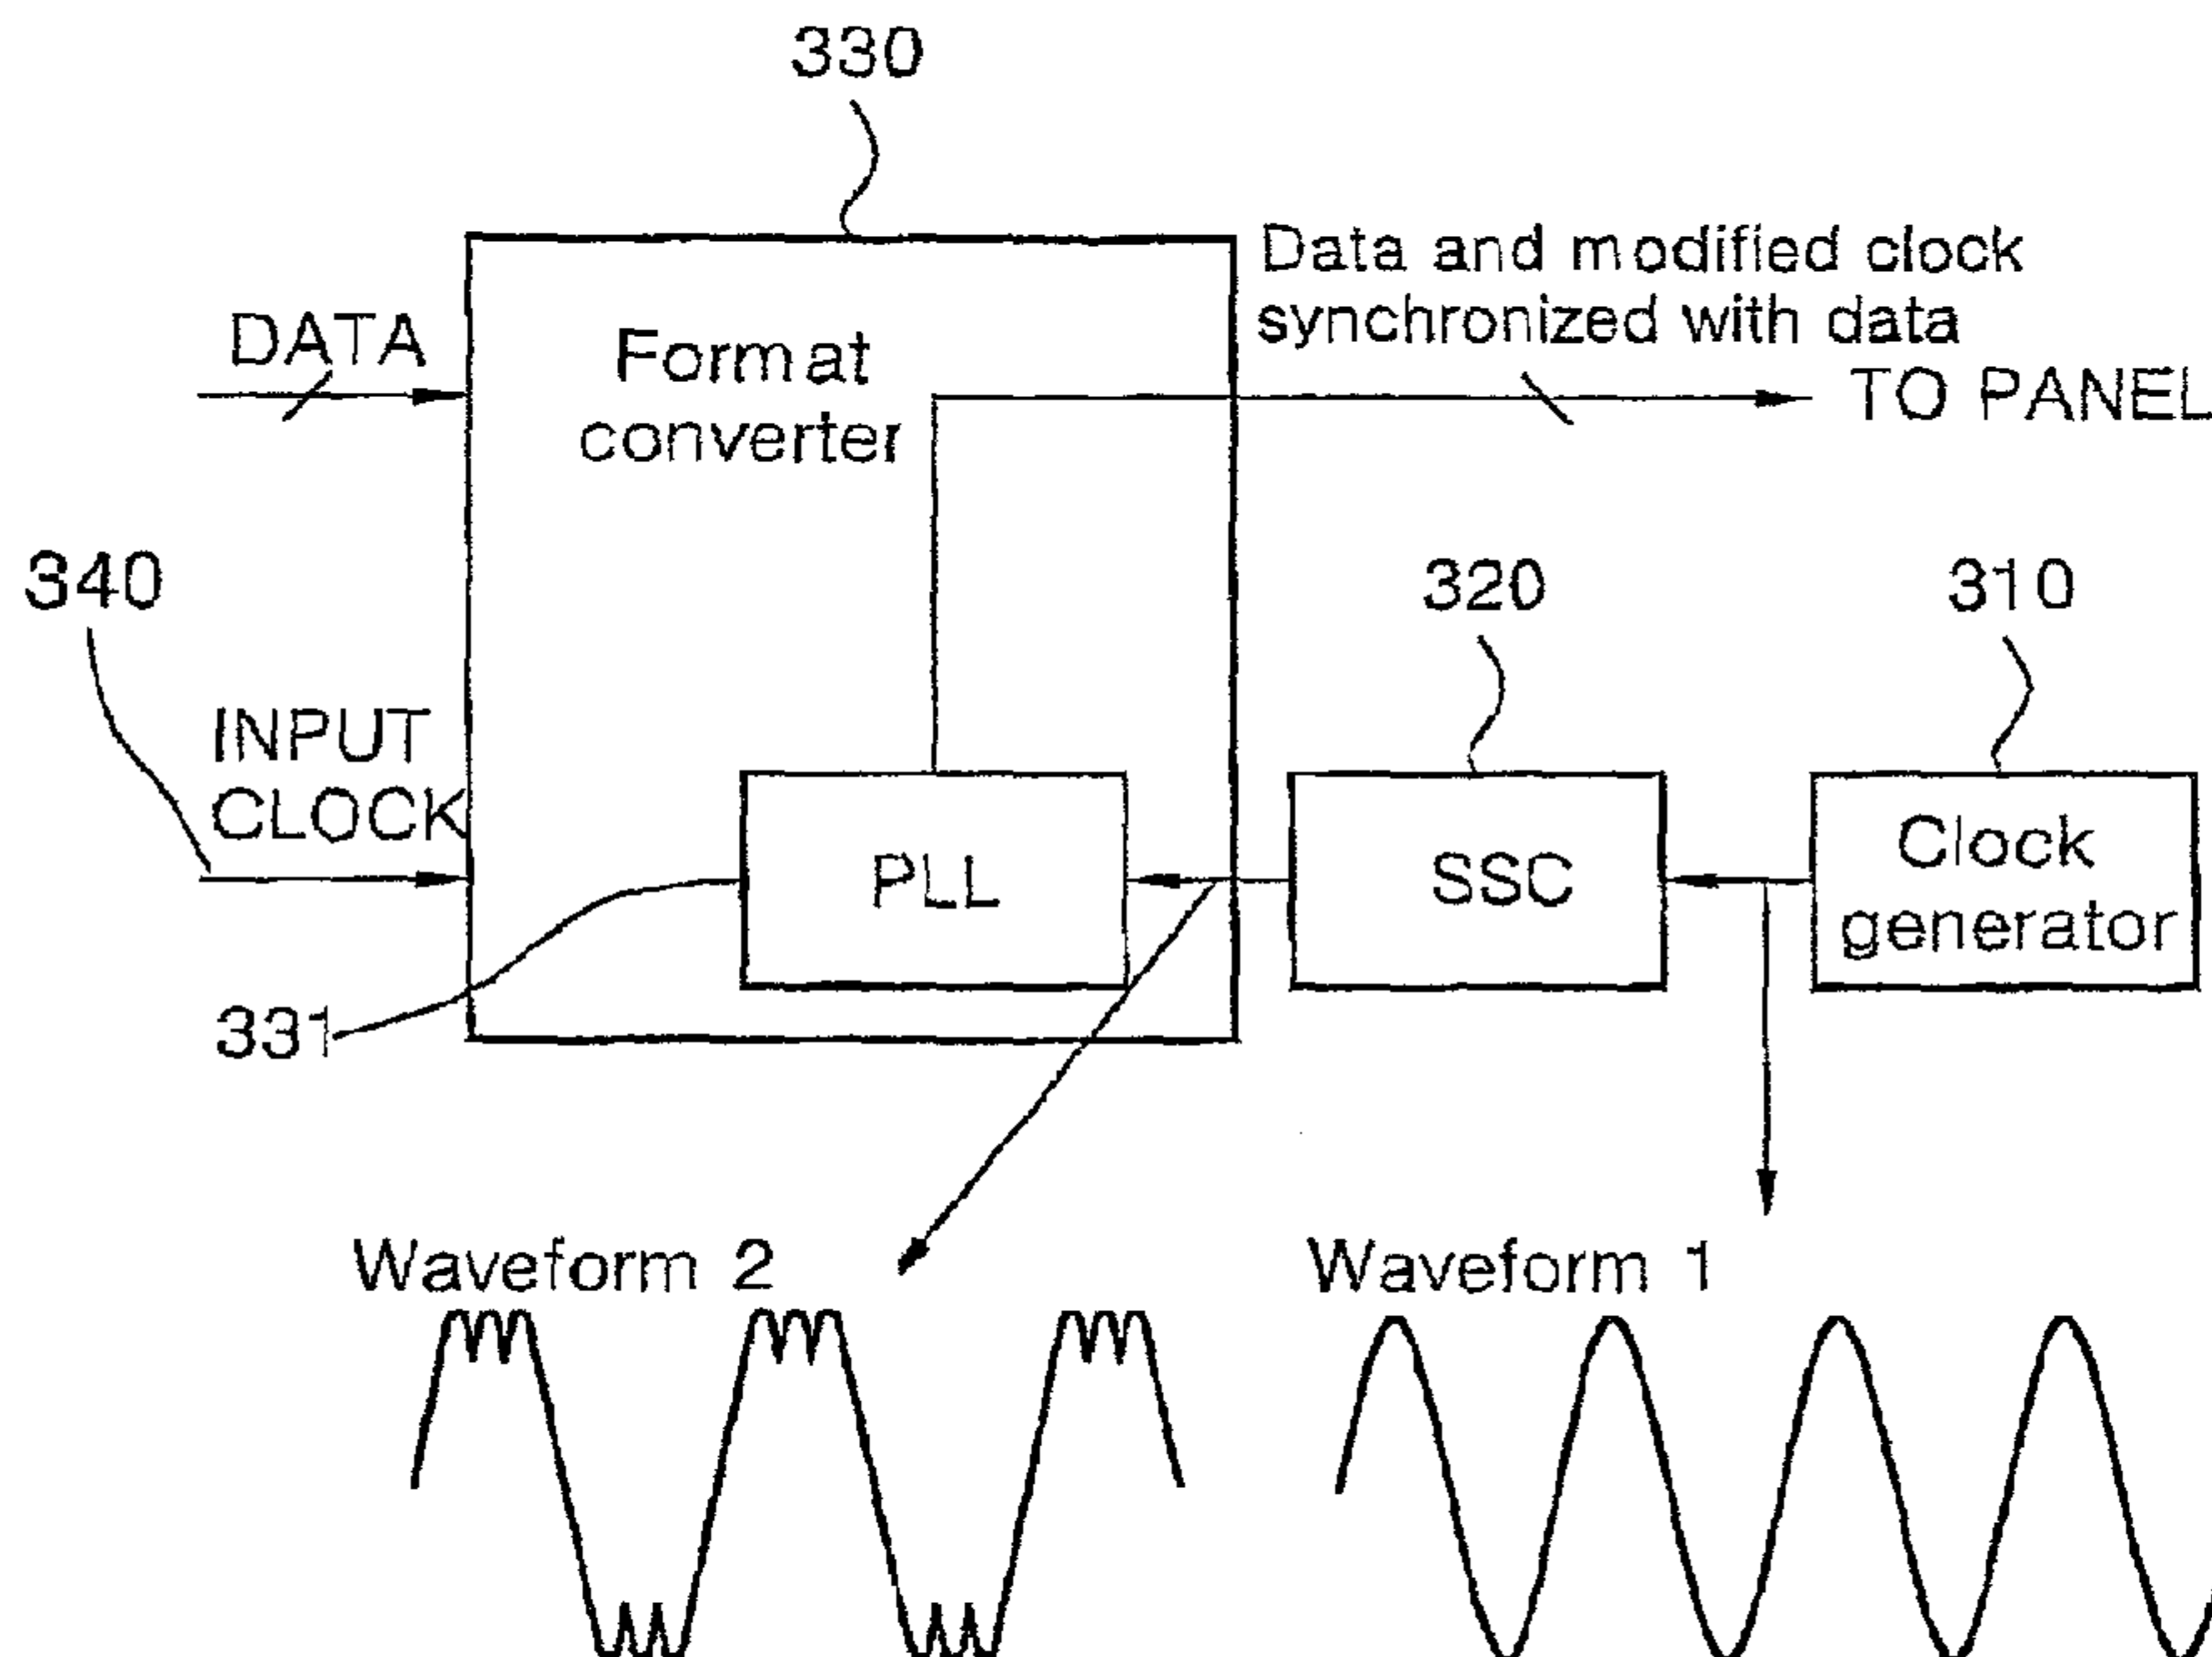 330
Data and modified clock
synchronized with data
DATA
Format
converter
TO PANEL
340
320
310
INPUT
CLOCK
PLL
SSC
Clock
generator
331
Waveform 2
Waveform 1